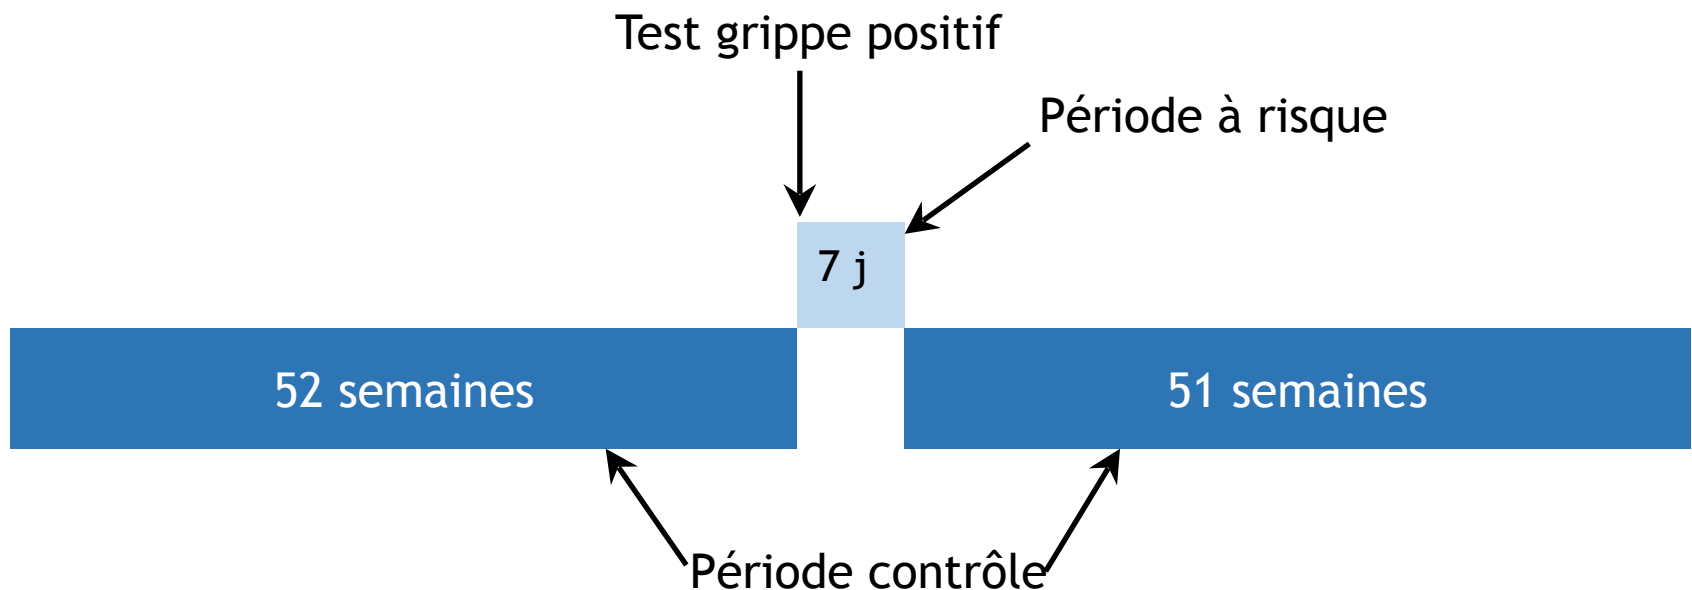 Test grippe positif
Période à risque
7 j
52 semaines
51 semaines
Période contrôle